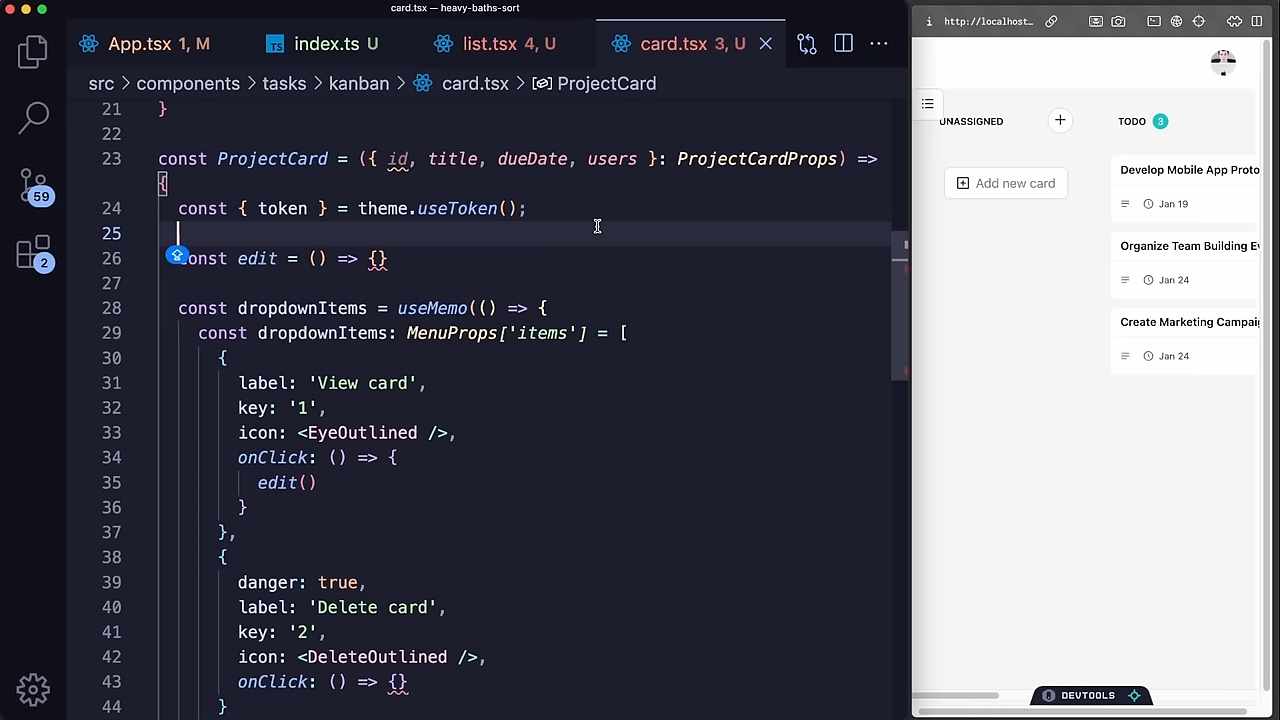 card.tsx — heavy-baths-sort
App.tsx 1, M
TS index.ts U
list.tsx 4, U
card.tsx 3, U
src > components > tasks > kanban > card.tsx > ProjectCard
21 }
22
23 const ProjectCard = ({ id, title, dueDate, users }: ProjectCardProps) =>
{
24 const { token } = theme.useToken();
25
26 const edit = () => {}
27
28 const dropdownItems = useMemo(() => {
29 const dropdownItems: MenuProps['items'] = [
30 {
31 label: 'View card',
32 key: '1',
33 icon: <EyeOutlined />,
34 onClick: () => {
35 edit()
36 }
37 },
38 {
39 danger: true,
40 label: 'Delete card',
41 key: '2',
42 icon: <DeleteOutlined />,
43 onClick: () => {}
44 }
59
2
http://localhost…
UNASSIGNED
Add new card
TODO 3
Develop Mobile App Proto
Jan 19
Organize Team Building Ev
Jan 24
Create Marketing Campaig
Jan 24
DEVTOOLS